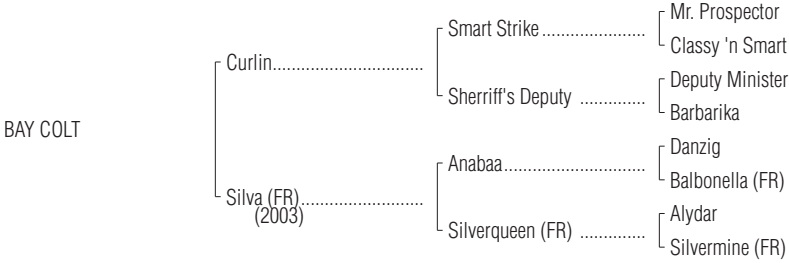 Mr. Prospector
Smart Strike ......................
Classy 'n Smart
Curlin................................
Deputy Minister
Sherriff's Deputy ..............
Barbarika
BAY COLT
Danzig
Anabaa..............................
Balbonella (FR)
Silva (FR)..........................
(2003)
Alydar
Silverqueen (FR) ..............
Silvermine (FR)